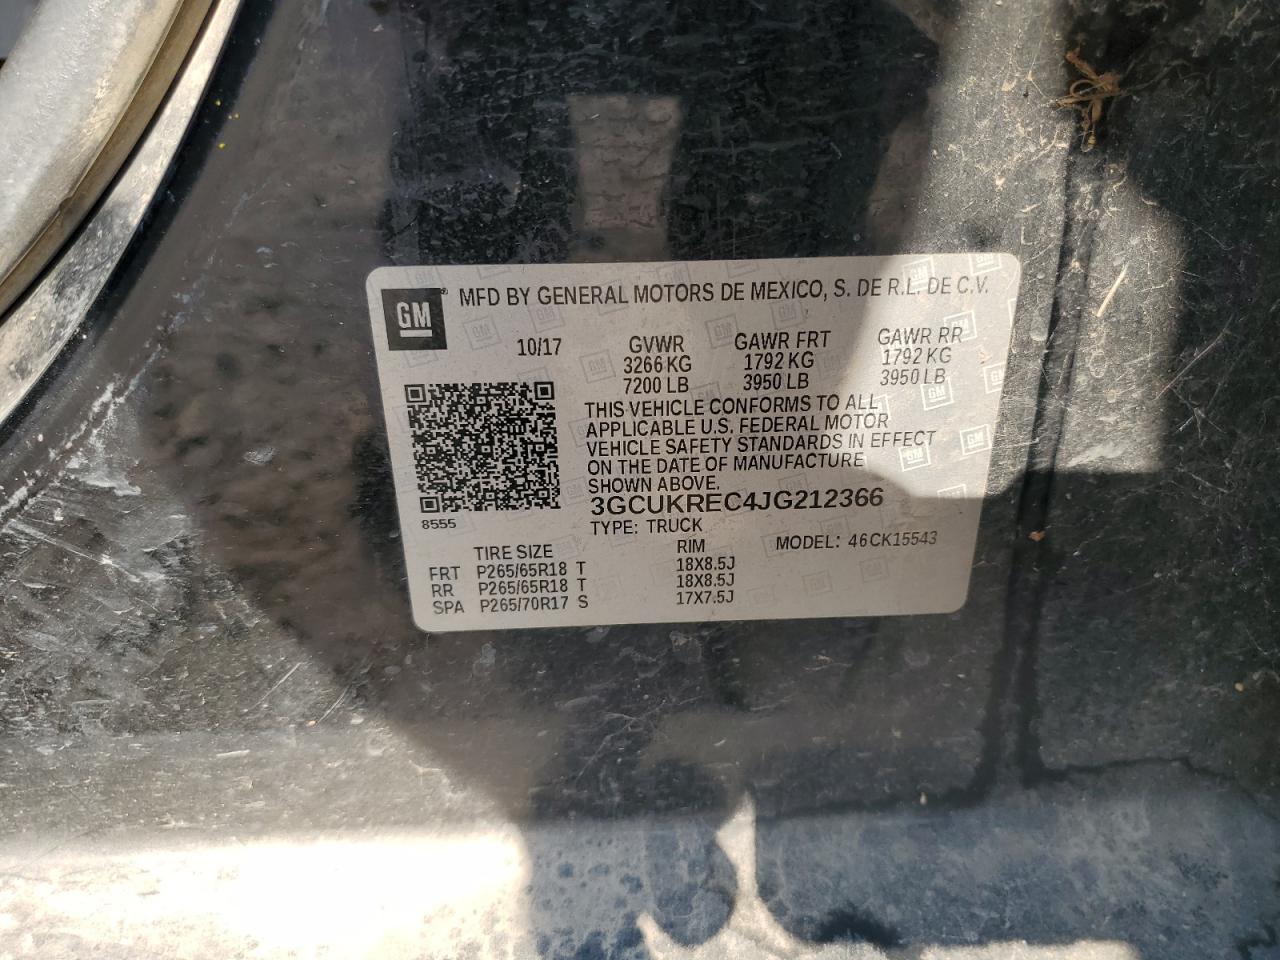 GM ® MFD BY GENERAL MOTORS DE MEXICO, S. DE R.L. DE C.V.
10/17 GVWR GAWR FRT GAWR RR
3266 KG 1792 KG 1792 KG
7200 LB 3950 LB 3950 LB
THIS VEHICLE CONFORMS TO ALL
APPLICABLE U.S. FEDERAL MOTOR
VEHICLE SAFETY STANDARDS IN EFFECT
ON THE DATE OF MANUFACTURE
SHOWN ABOVE.
3GCUKREC4JG212366
8555
TYPE: TRUCK
MODEL: 46CK15543
TIRE SIZE RIM
FRT P265/65R18 T 18X8.5J
RR P265/65R18 T 18X8.5J
SPA P265/70R17 S 17X7.5J